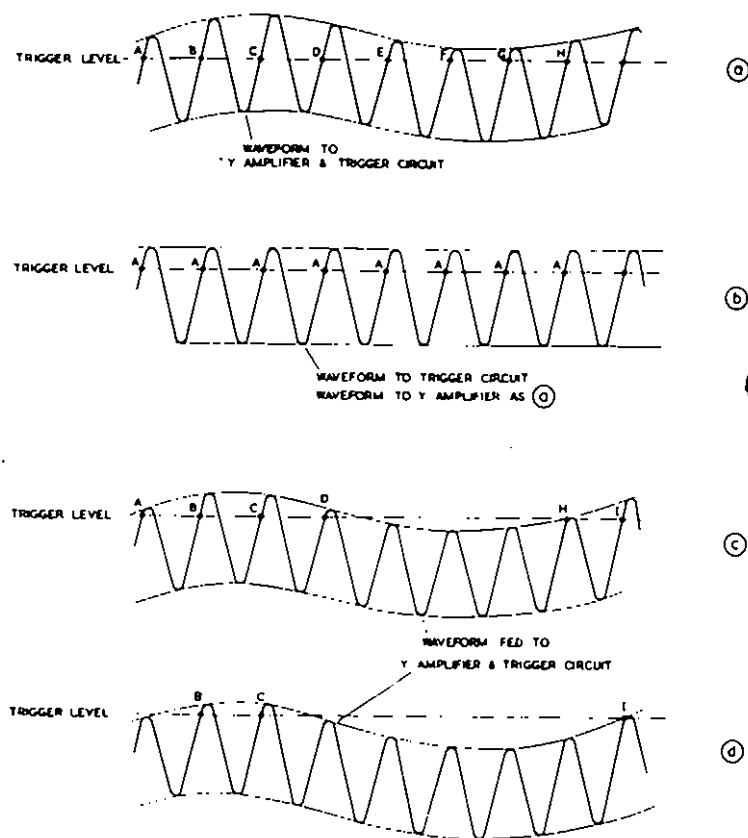 A B C D E F G H
TRIGGER LEVEL
a
WAVEFORM TO
Y AMPLIFIER & TRIGGER CIRCUIT
TRIGGER LEVEL
A A A A A A A A
b
WAVEFORM TO TRIGGER CIRCUIT
WAVEFORM TO Y AMPLIFIER AS a
A B C D H I
TRIGGER LEVEL
c
WAVEFORM FED TO
Y AMPLIFIER & TRIGGER CIRCUIT
B C I
TRIGGER LEVEL
d